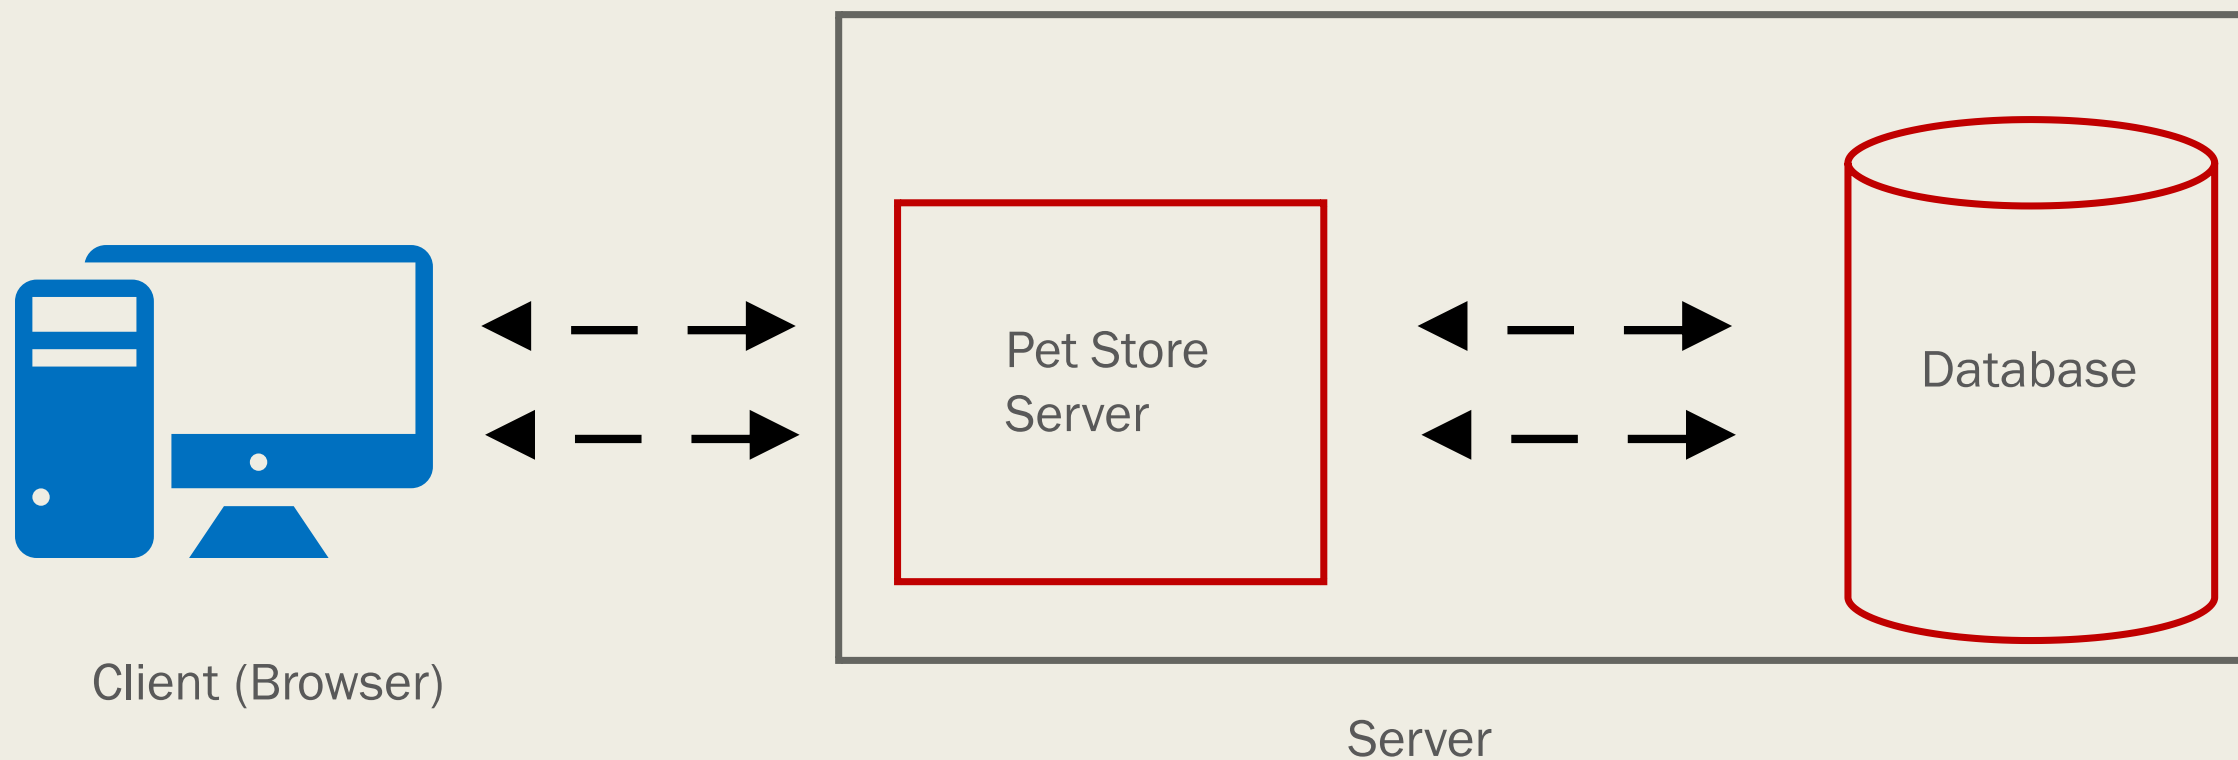 Pet Store
Server
Database
Client (Browser)
Server